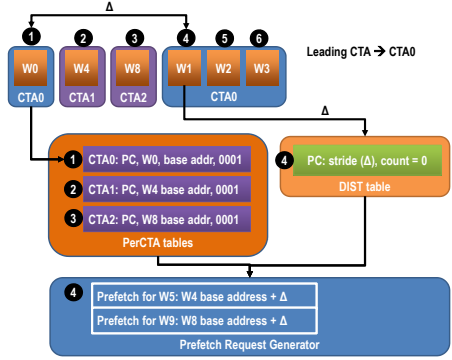 Δ
1 2 3 4 5 6
W0 W4 W8 W1 W2 W3
CTA0 CTA1 CTA2 CTA0
Leading CTA → CTA0
Δ
1 CTA0: PC, W0, base addr, 0001
2 CTA1: PC, W4 base addr, 0001
3 CTA2: PC, W8 base addr, 0001
PerCTA tables
4 PC: stride (Δ), count = 0
DIST table
4 Prefetch for W5: W4 base address + Δ
Prefetch for W9: W8 base address + Δ
Prefetch Request Generator